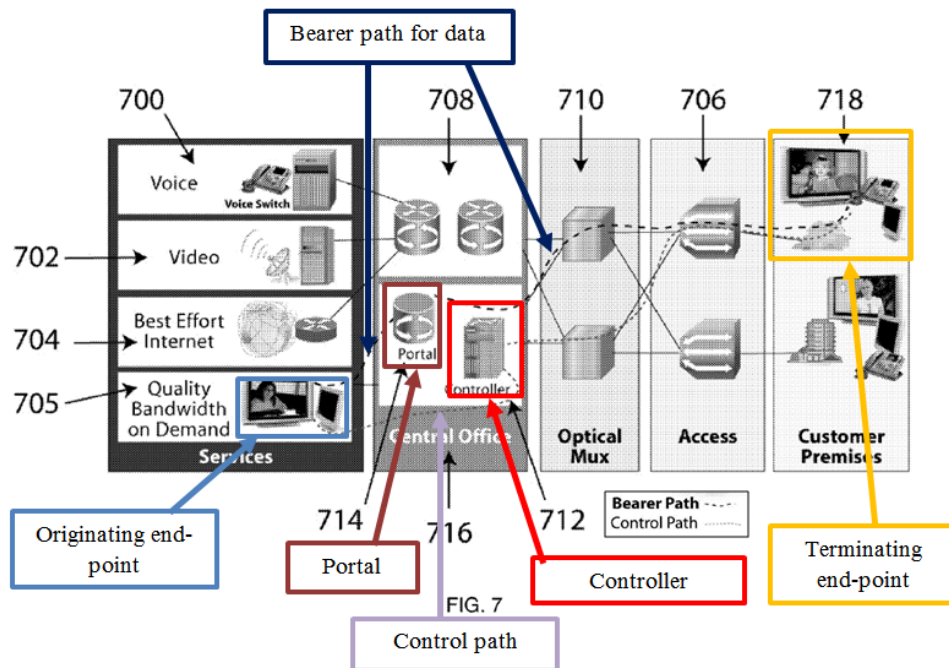 Bearer path for data
700
708
710
706
718
Voice
Voice Switch
702
Video
704
Best Effort
Internet
Portal
Controller
705
Quality
Bandwidth
on Demand
Services
Central Office
Optical
Mux
Access
Customer
Premises
Bearer Path
Control Path
714
716
712
Originating end-
point
Portal
Controller
Terminating
end-point
FIG. 7
Control path